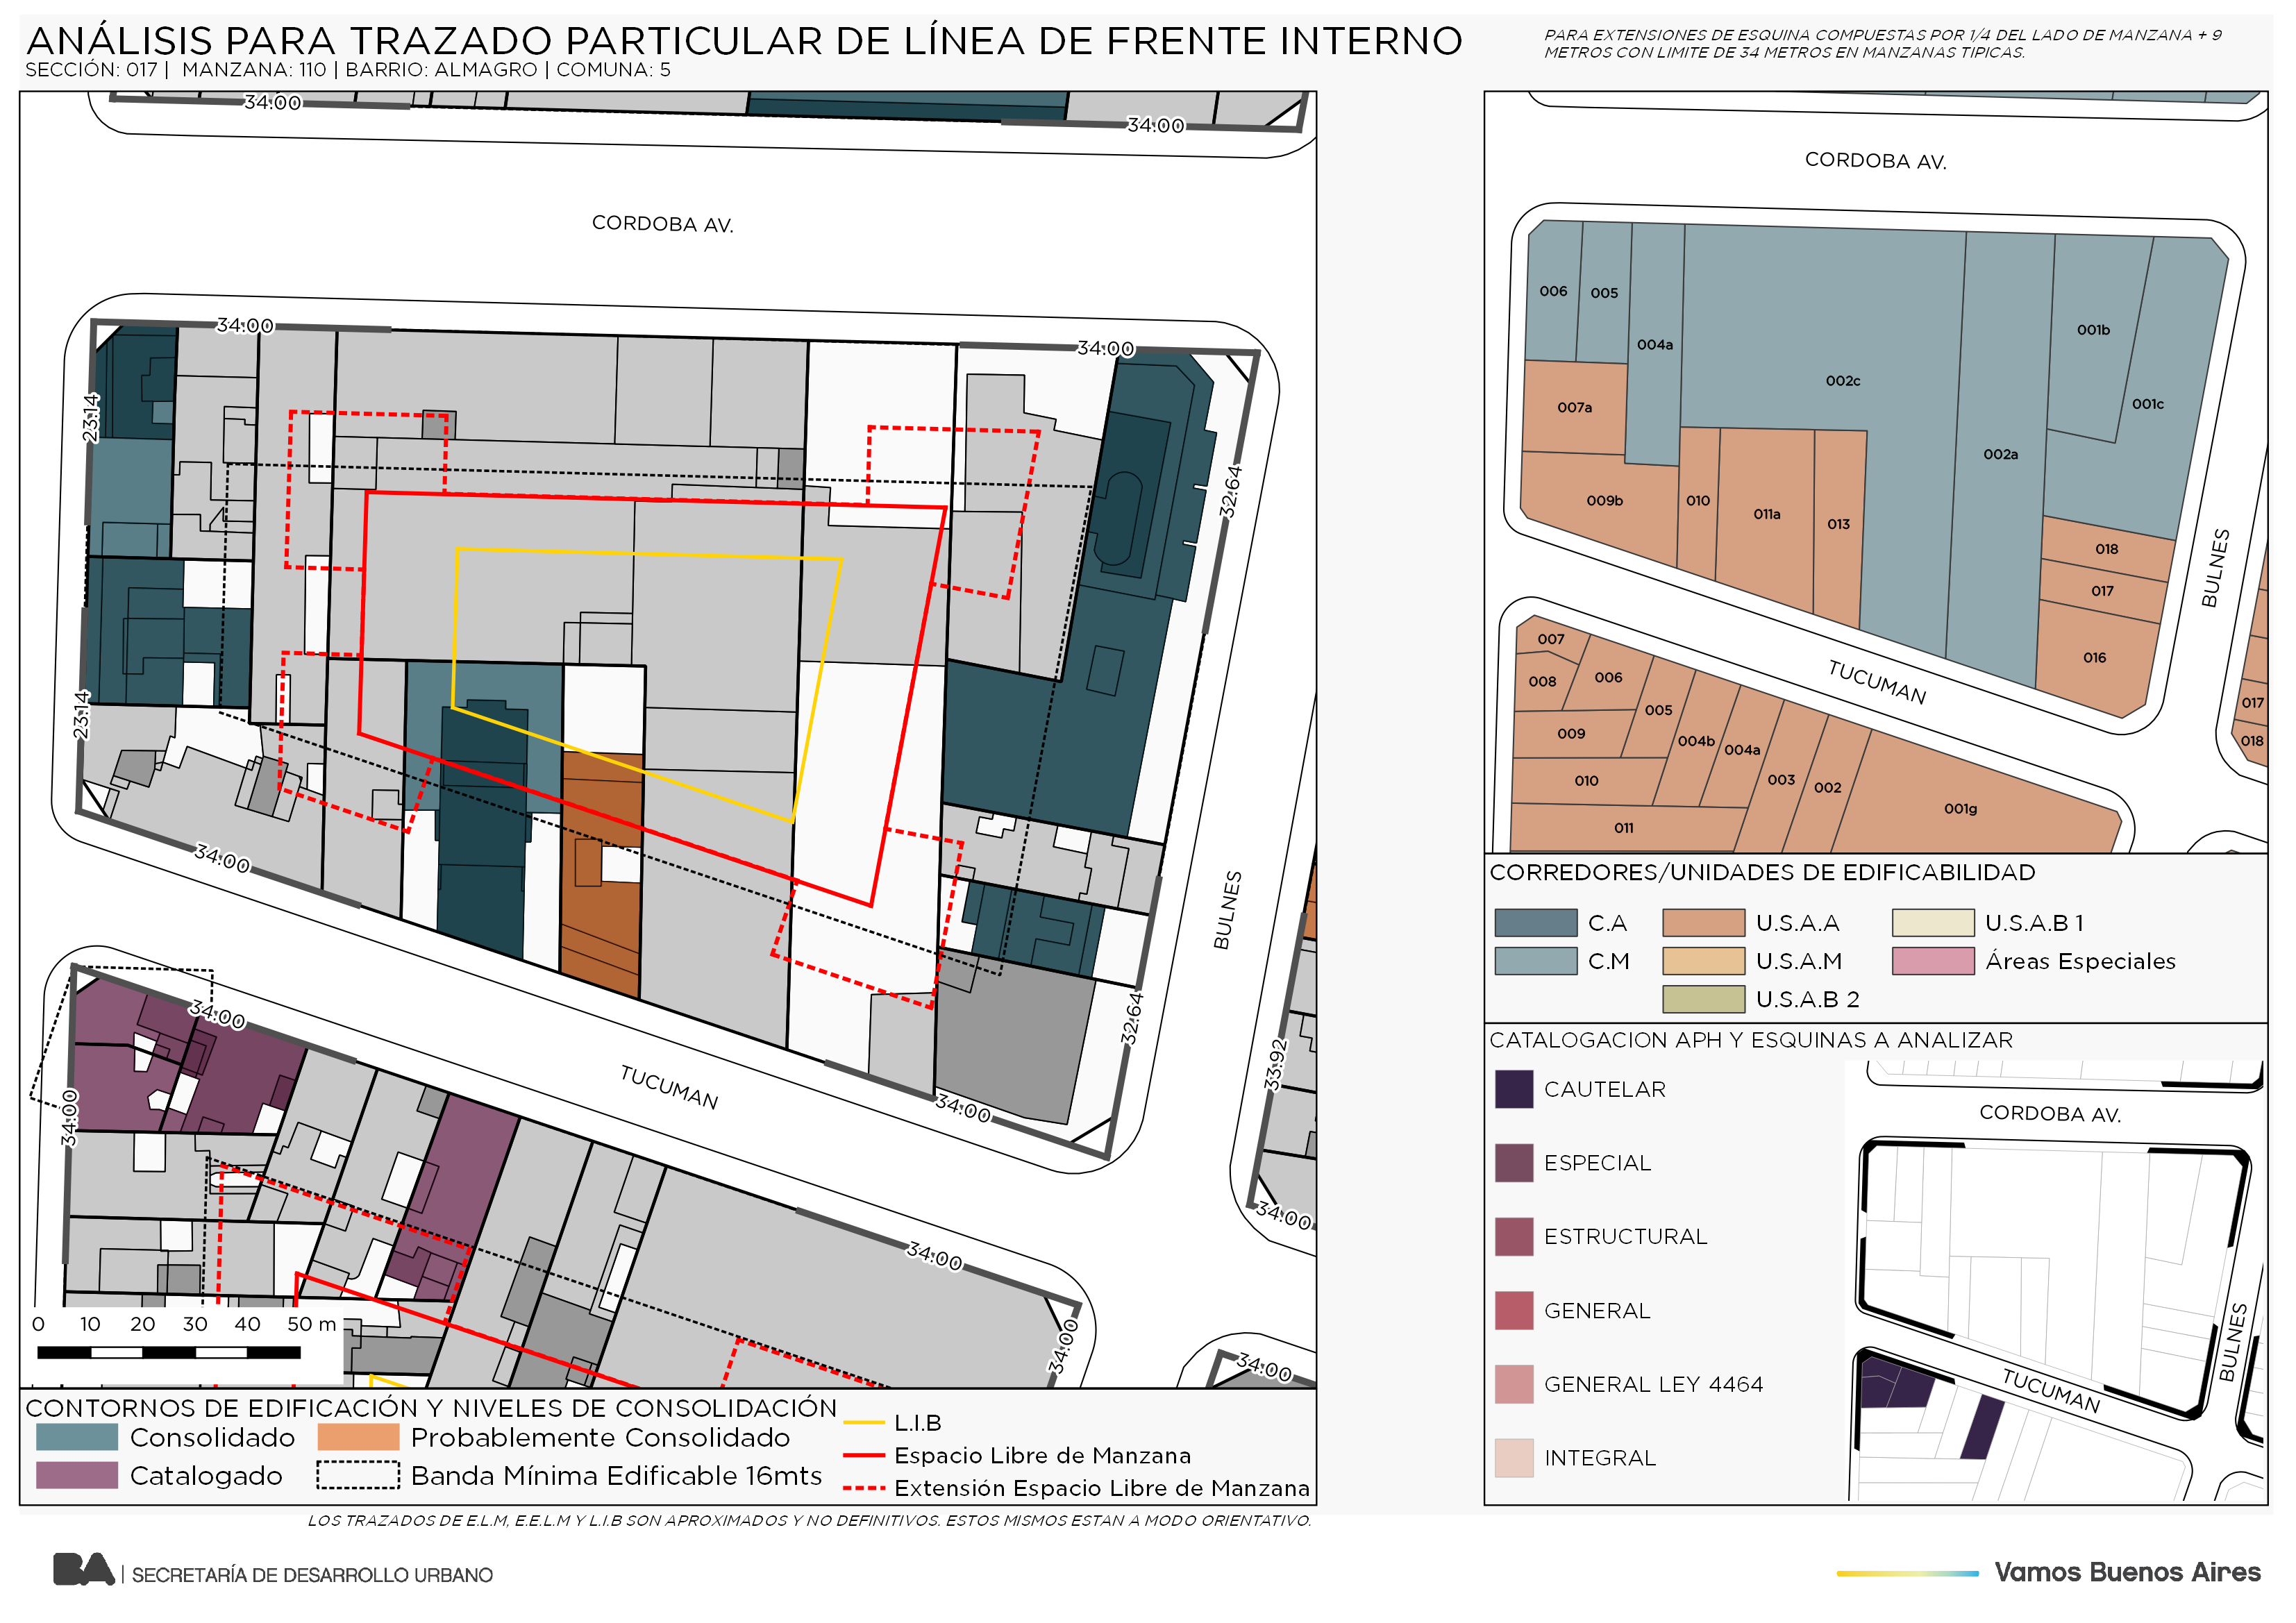 ANÁLISIS PARA TRAZADO PARTICULAR DE LÍNEA DE FRENTE INTERNO
SECCIÓN: 017 | MANZANA: 110 | BARRIO: ALMAGRO | COMUNA: 5
PARA EXTENSIONES DE ESQUINA COMPUESTAS POR 1/4 DEL LADO DE MANZANA + 9
METROS CON LIMITE DE 34 METROS EN MANZANAS TIPICAS.
34.00
34.00
CORDOBA AV.
34.00
34.00
23.14
32.64
23.14
34.00
BULNES
32.64
34.00
TUCUMAN
34.00
34.00
33.92
34.00
34.00
34.00
34.00
0 10 20 30 40 50 m
CONTORNOS DE EDIFICACIÓN Y NIVELES DE CONSOLIDACIÓN
Consolidado
Probablemente Consolidado
Catalogado
Banda Mínima Edificable 16mts
L.I.B
Espacio Libre de Manzana
Extensión Espacio Libre de Manzana
LOS TRAZADOS DE E.L.M, E.E.L.M Y L.I.B SON APROXIMADOS Y NO DEFINITIVOS. ESTOS MISMOS ESTAN A MODO ORIENTATIVO.
CORDOBA AV.
006
005
004a
002c
001b
001c
007a
002a
009b
010
011a
013
018
017
016
BULNES
TUCUMAN
007
006
008
005
009
004b
004a
010
003
002
001g
011
017
018
CORREDORES/UNIDADES DE EDIFICABILIDAD
C.A
U.S.A.A
U.S.A.B 1
C.M
U.S.A.M
Áreas Especiales
U.S.A.B 2
CATALOGACION APH Y ESQUINAS A ANALIZAR
CAUTELAR
ESPECIAL
ESTRUCTURAL
GENERAL
GENERAL LEY 4464
INTEGRAL
CORDOBA AV.
BULNES
TUCUMAN
BA | SECRETARÍA DE DESARROLLO URBANO
Vamos Buenos Aires